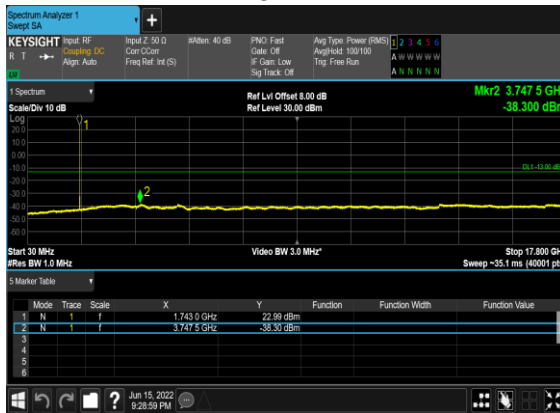 Spectrum Analyzer 1
Swept SA
+
KEYSIGHT Input: RF Input Z: 50 Ω #Atten: 40 dB PNO: Fast Avg Type: Power (RMS) 1 2 3 4 5 6
R T Coupling: DC Corr CCorr Gate: Off Avg|Hold: 100/100 A W W W W W
Align: Auto Freq Ref: Int (S) IF Gain: Low Trig: Free Run
Sig Track: Off A N N N N N
1 Spectrum Ref Lvl Offset 8.00 dB Mkr2 3.747 5 GH
Scale/Div 10 dB Ref Level 30.00 dBm -38.300 dB
Log
20.0
10.0
0.00
-10.0
-20.0
-30.0
-40.0
-50.0
-60.0
1
2
DL1 -13.00 dB
Start 30 MHz Video BW 3.0 MHz* Stop 17.800 GH
#Res BW 1.0 MHz Sweep ~35.1 ms (40001 pt
5 Marker Table
Mode Trace Scale X Y Function Function Width Function Value
1 N 1 f 1.743 0 GHz 22.99 dBm
2 N 1 f 3.747 5 GHz -38.30 dBm
3
4
5
6
? Jun 15, 2022
9:28:59 PM